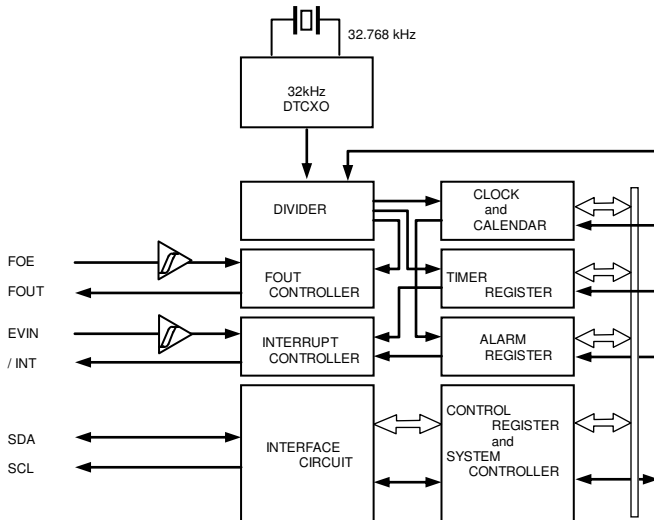 32.768 kHz
32kHz
DTCXO
DIVIDER
CLOCK
and
CALENDAR
FOE
FOUT
FOUT
CONTROLLER
TIMER
REGISTER
EVIN
/ INT
INTERRUPT
CONTROLLER
ALARM
REGISTER
SDA
SCL
INTERFACE
CIRCUIT
CONTROL
REGISTER
and
SYSTEM
CONTROLLER